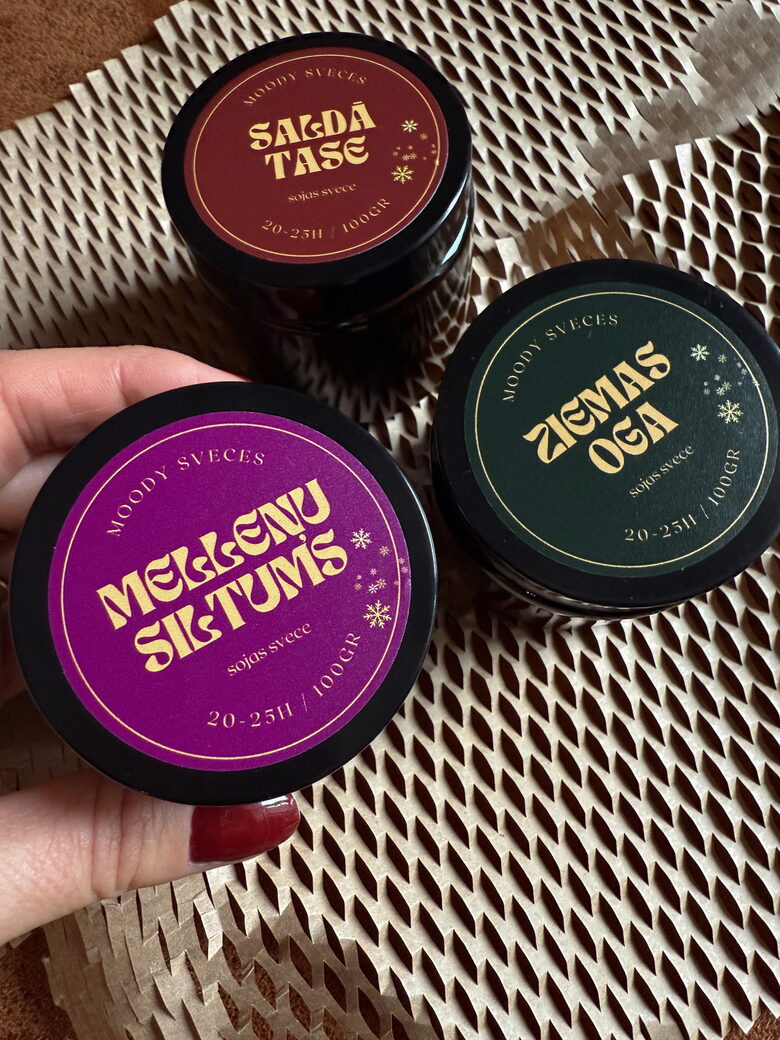 MOODY SVECES
SALDĀ
TASE
sojas svece
20-25H / 100GR
MOODY SVECES
ZIEMAS
OGA
sojas svece
20-25H / 100GR
MOODY SVECES
MELLEŅU
SILTUMS
sojas svece
20-25H / 100GR